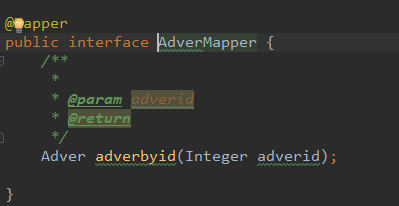 @Mapper
public interface AdverMapper {
/**
*
* @param adverid
* @return
*/
Adver adverbyid(Integer adverid);
}